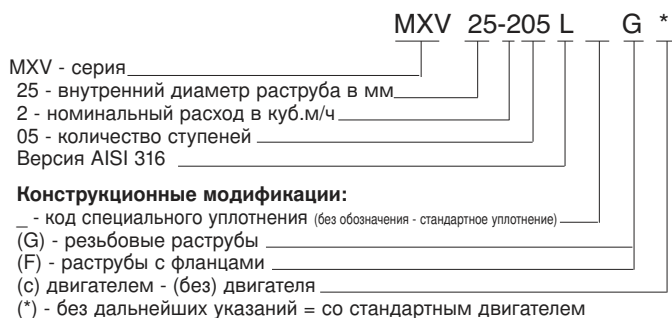 MXV 25-205 L G *
MXV - серия
25 - внутренний диаметр раструба в мм
2 - номинальный расход в куб.м/ч
05 - количество ступеней
Версия AISI 316
Конструкционные модификации:
_ - код специального уплотнения (без обозначения - стандартное уплотнение)
(G) - резьбовые раструбы
(F) - раструбы с фланцами
(с) двигателем - (без) двигателя
(*) - без дальнейших указаний = со стандартным двигателем